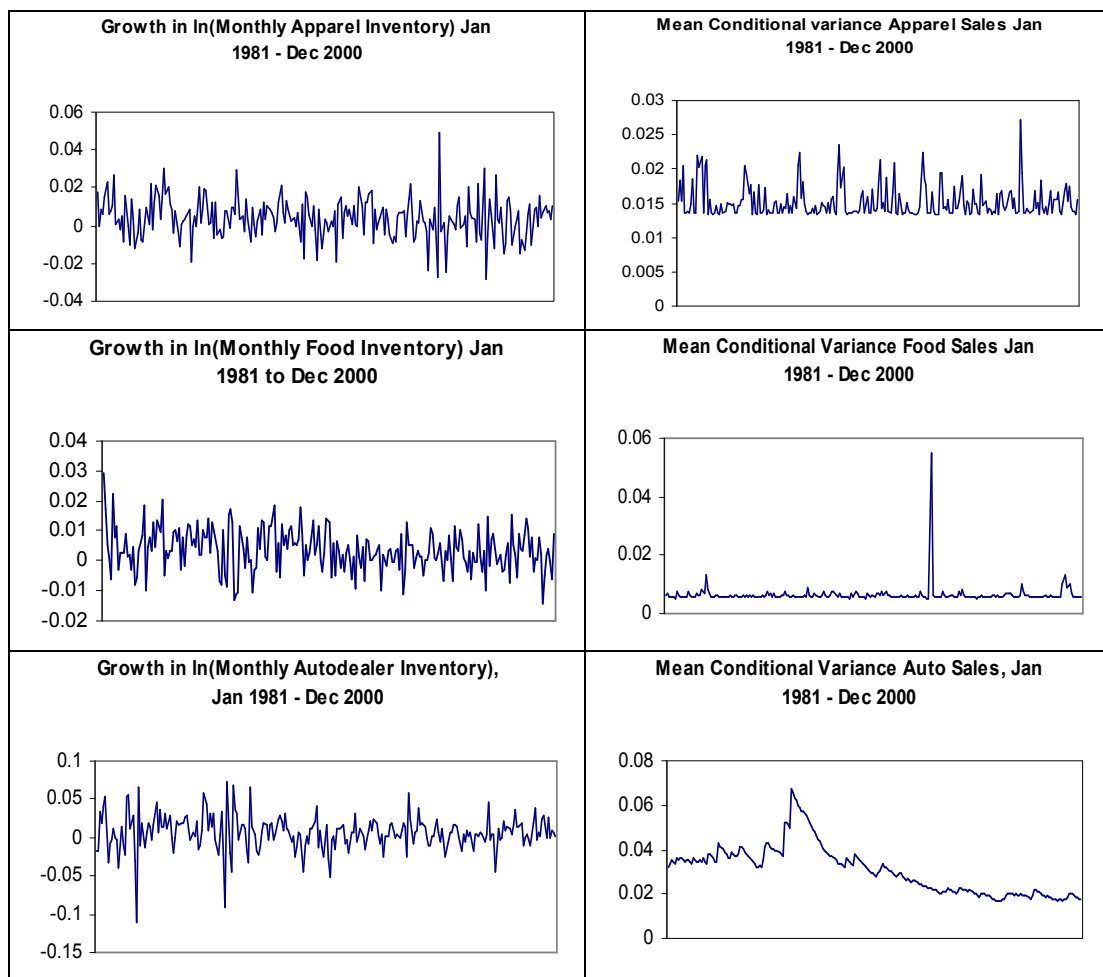 Growth in ln(Monthly Apparel Inventory) Jan
1981 - Dec 2000
0.06
0.04
0.02
0
-0.02
-0.04
Mean Conditional variance Apparel Sales Jan
1981 - Dec 2000
0.03
0.025
0.02
0.015
0.01
0.005
0
Growth in ln(Monthly Food Inventory) Jan
1981 to Dec 2000
0.04
0.03
0.02
0.01
0
-0.01
-0.02
Mean Conditional Variance Food Sales Jan
1981 - Dec 2000
0.06
0.04
0.02
0
Growth in ln(Monthly Autodealer Inventory),
Jan 1981 - Dec 2000
0.1
0.05
0
-0.05
-0.1
-0.15
Mean Conditional Variance Auto Sales, Jan
1981 - Dec 2000
0.08
0.06
0.04
0.02
0